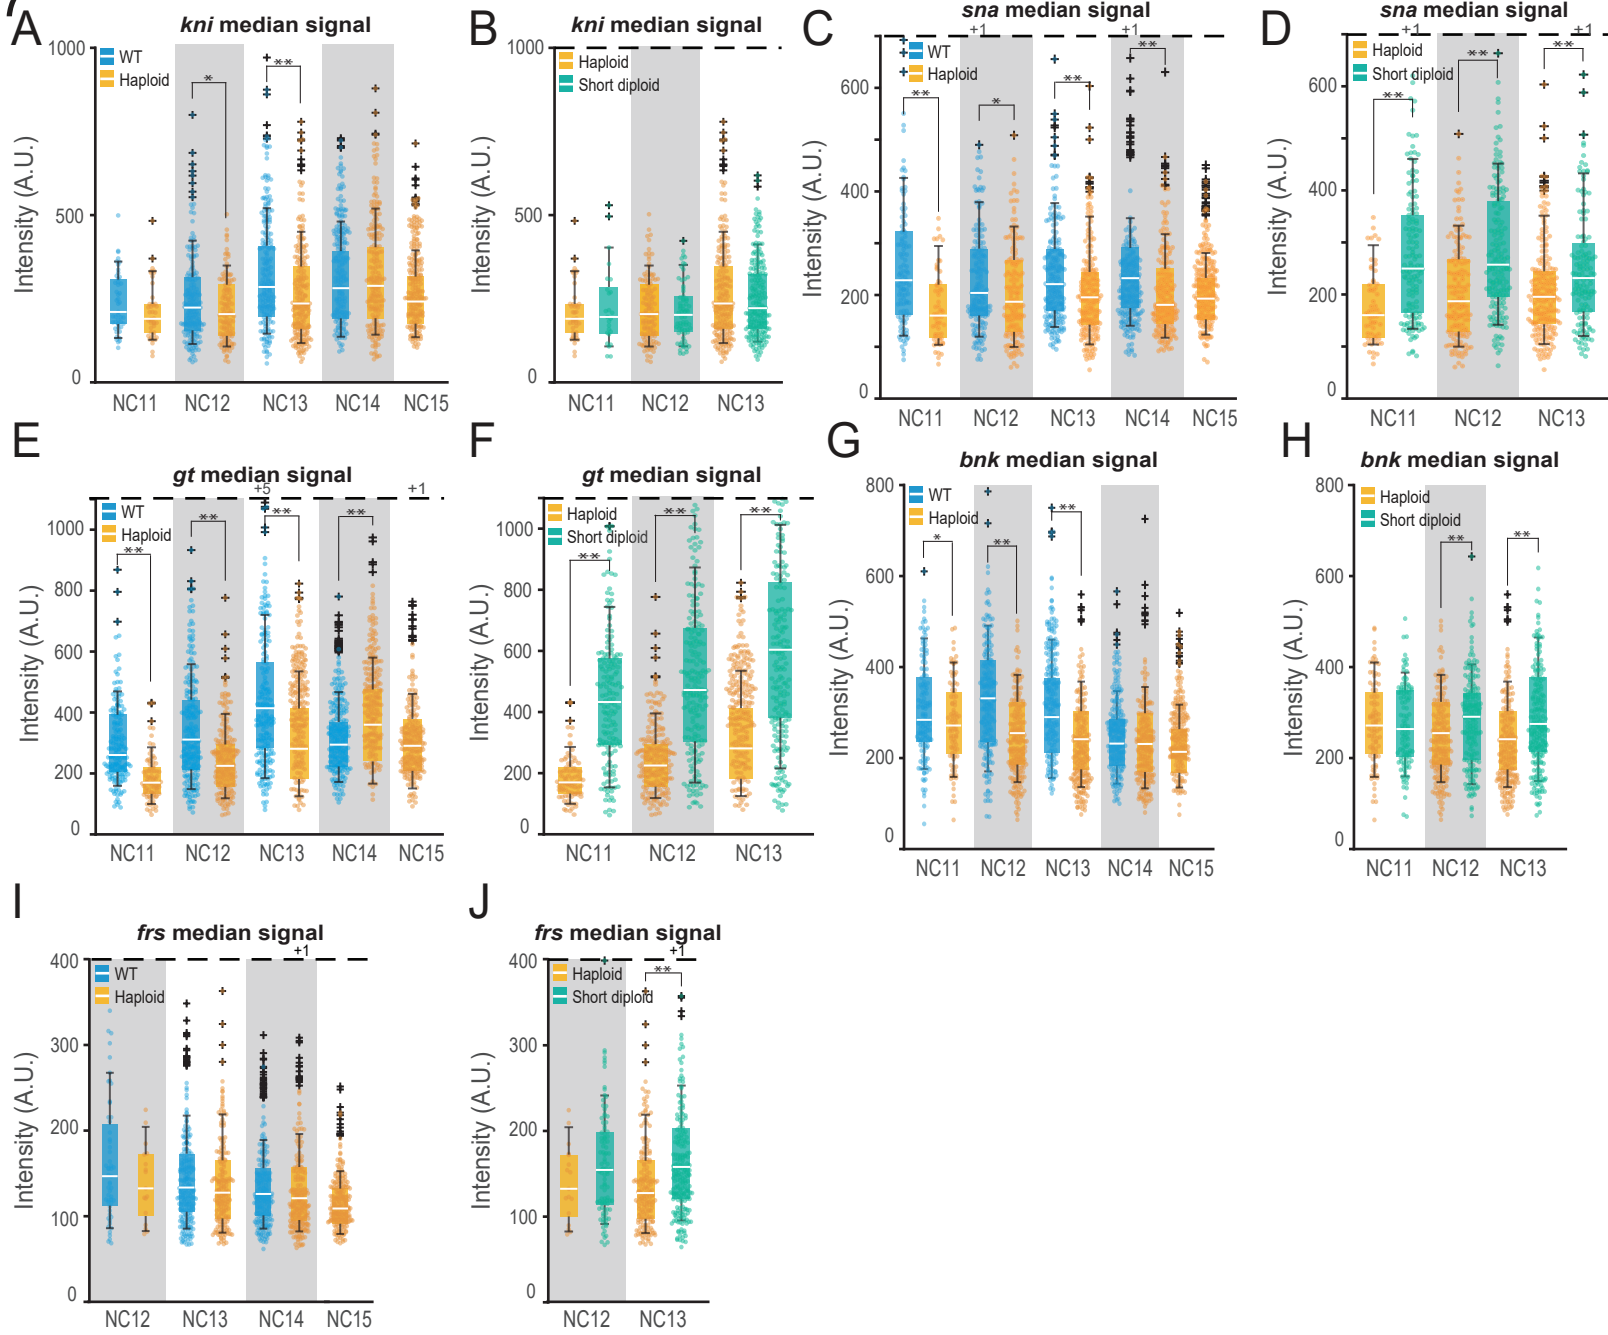 A
kni median signal
1000
500
0
Intensity (A.U.)
WT
Haploid
*
**
NC11
NC12
NC13
NC14
NC15
B
kni median signal
1000
500
0
Intensity (A.U.)
Haploid
Short diploid
NC11
NC12
NC13
C
sna median signal
+1
+1
600
400
200
0
Intensity (A.U.)
WT
Haploid
**
*
**
**
NC11
NC12
NC13
NC14
NC15
D
sna median signal
+1
+1
600
400
200
0
Intensity (A.U.)
Haploid
Short diploid
**
**
**
NC11
NC12
NC13
E
gt median signal
+5
+1
1000
800
600
400
200
0
Intensity (A.U.)
WT
Haploid
**
**
**
**
NC11
NC12
NC13
NC14
NC15
F
gt median signal
1000
800
600
400
200
0
Intensity (A.U.)
Haploid
Short diploid
**
**
**
NC11
NC12
NC13
G
bnk median signal
800
600
400
200
0
Intensity (A.U.)
WT
Haploid
*
**
**
NC11
NC12
NC13
NC14
NC15
H
bnk median signal
800
600
400
200
0
Intensity (A.U.)
Haploid
Short diploid
**
**
NC11
NC12
NC13
I
frs median signal
+1
400
300
200
100
0
Intensity (A.U.)
WT
Haploid
NC12
NC13
NC14
NC15
J
frs median signal
+1
400
300
200
100
0
Intensity (A.U.)
Haploid
Short diploid
**
NC12
NC13